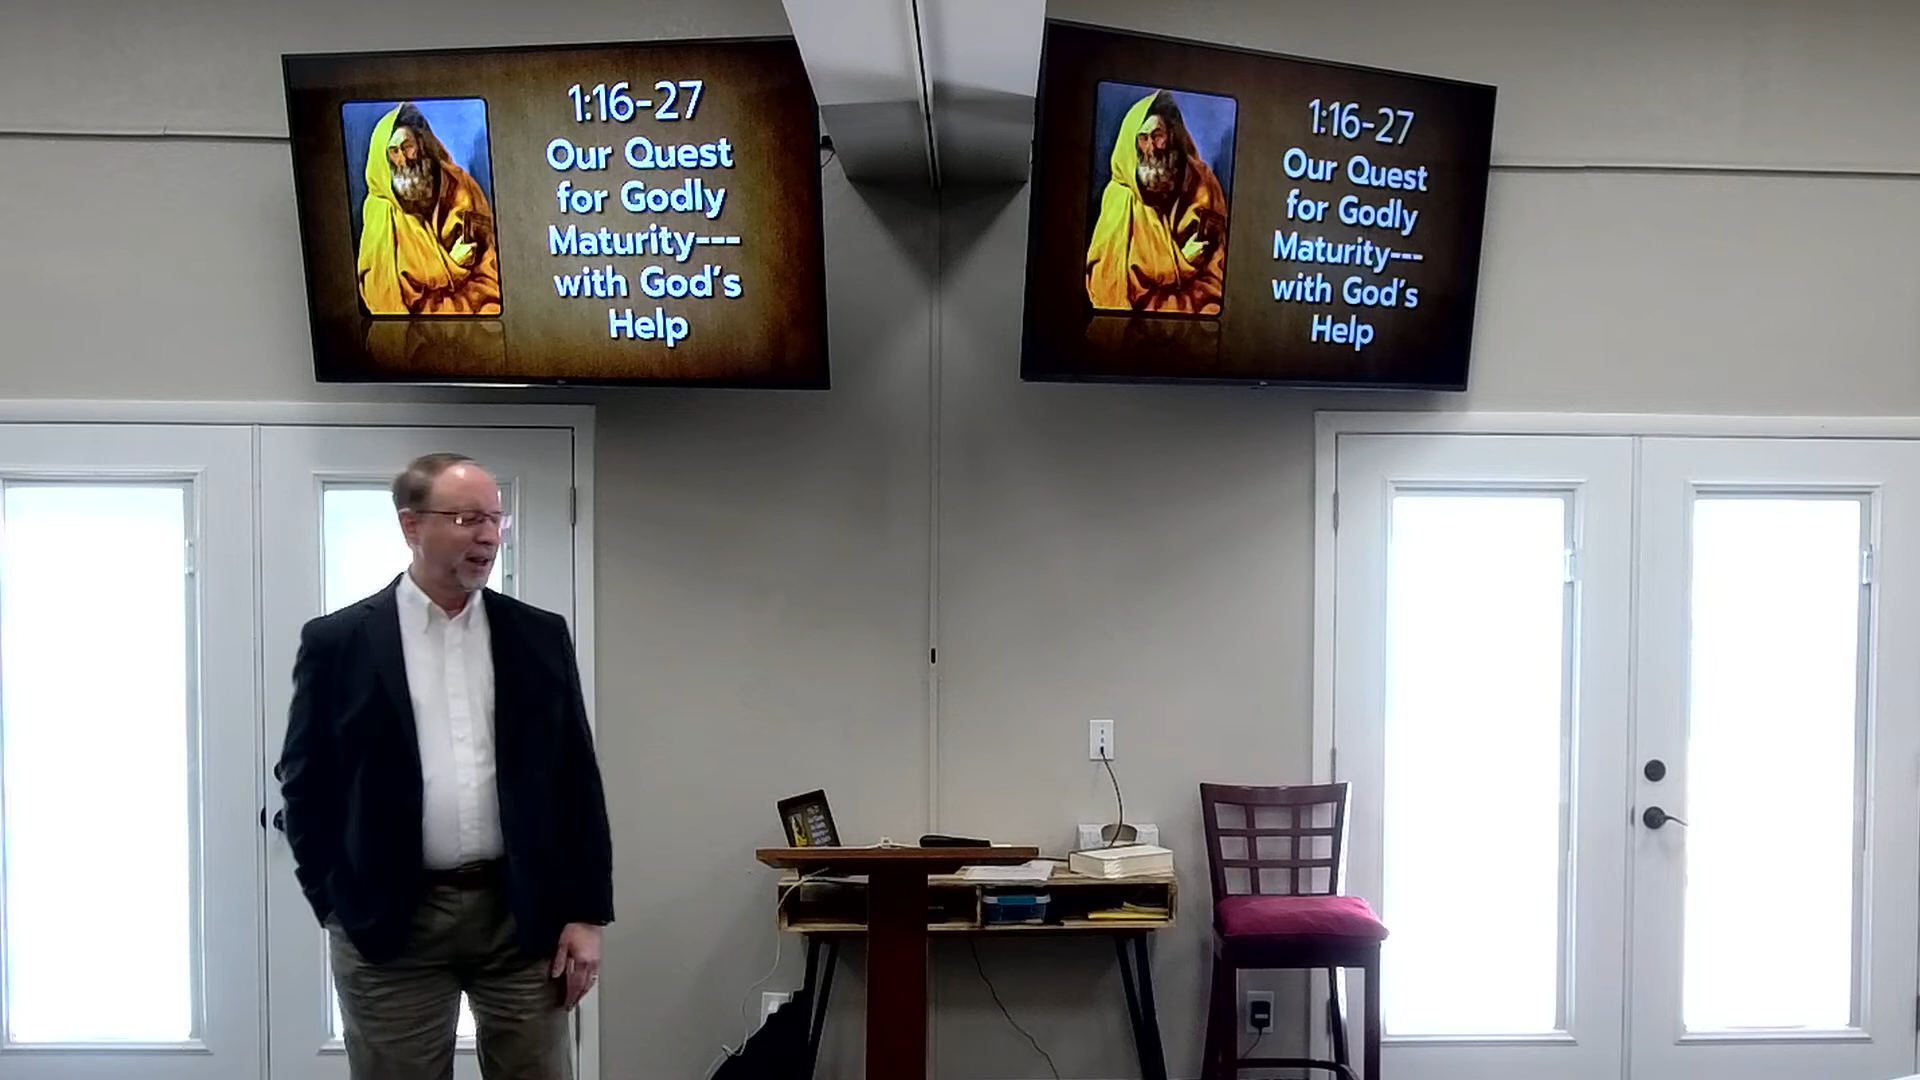 1:16-27
Our Quest
for Godly
Maturity---
with God's
Help
1:16-27
Our Quest
for Godly
Maturity---
with God's
Help